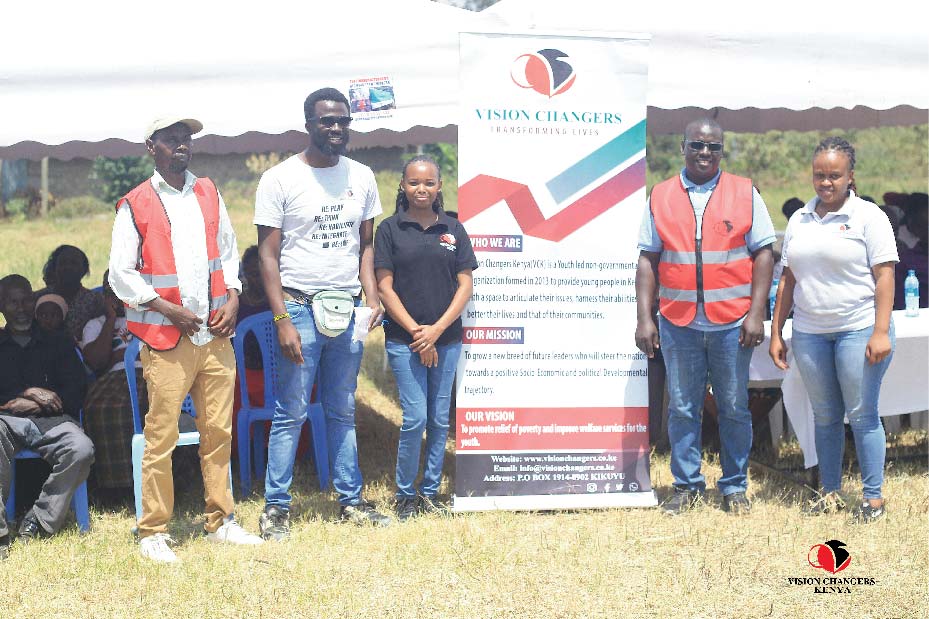 VISION CHANGERS
TRANSFORMING LIVES
WHO WE ARE
Vision Changers Kenya(VCK) is a Youth led non-governmental
organization formed in 2013 to provide young people in Ke
with a space to articulate their issues, harness their abilities
better their lives and that of their communities.
OUR MISSION
To grow a new breed of future leaders who will steer the nation
towards a positive Socio-Economic and political Developmental
trajectory.
OUR VISION
To promote relief of poverty and improve welfare services for the
youth.
Website: www.visionchangers.co.ke
Email: info@visionchangers.co.ke
Address: P.O BOX 1914-0902 KIKUYU
RE:PLAY
RE:THINK
RE:HABILITATE
RE:INTEGRATE
VISION CHANGERS
KENYA